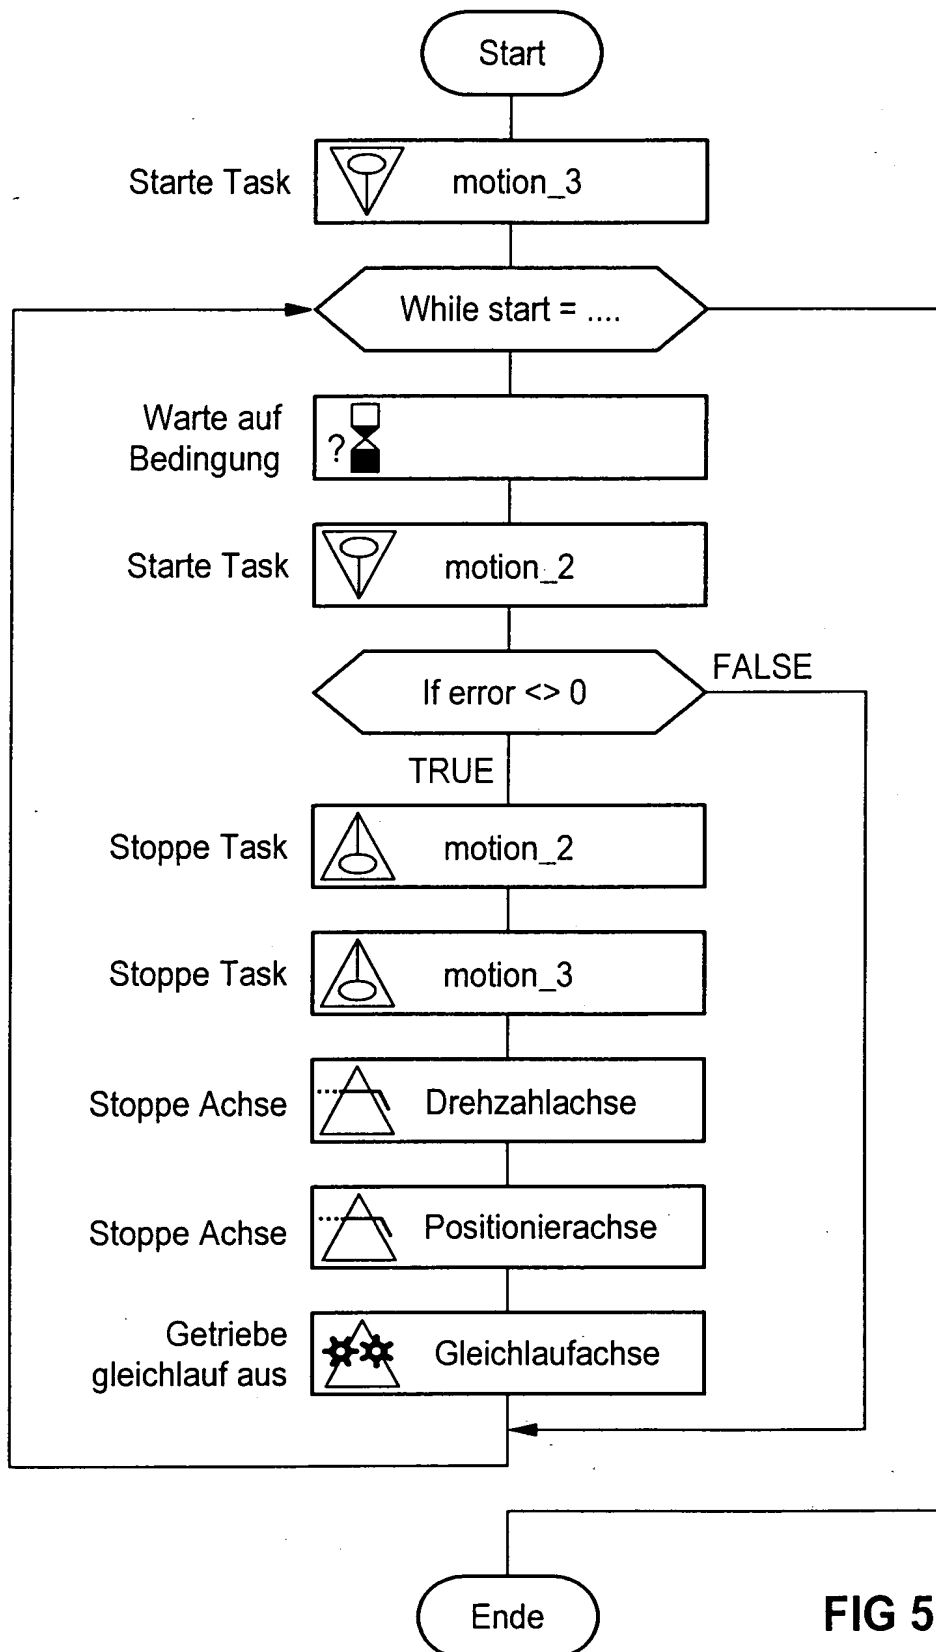 Start
Starte Task
motion_3
While start = ....
Warte auf
Bedingung
?
Starte Task
motion_2
If error <> 0
FALSE
TRUE
Stoppe Task
motion_2
Stoppe Task
motion_3
Stoppe Achse
Drehzahlachse
Stoppe Achse
Positionierachse
Getriebe
gleichlauf aus
Gleichlaufachse
Ende
FIG 5